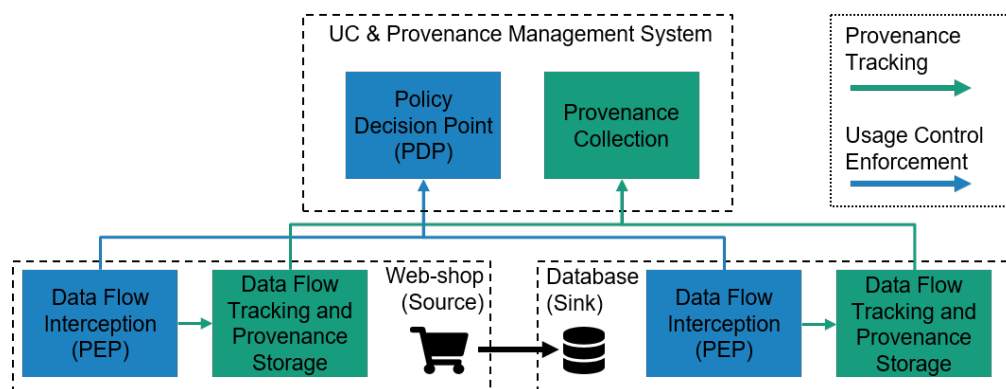 UC & Provenance Management System
Policy
Decision Point
(PDP)
Provenance
Collection
Provenance
Tracking
Usage Control
Enforcement
Data Flow
Interception
(PEP)
Data Flow
Tracking and
Provenance
Storage
Web-shop
(Source)
Database
(Sink)
Data Flow
Interception
(PEP)
Data Flow
Tracking and
Provenance
Storage